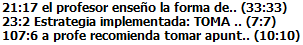 21:17 el profesor enseño la forma de.. (33:33)
23:2 Estrategia implementada: TOMA .. (7:7)
107:6 a profe recomienda tomar apunt.. (10:10)